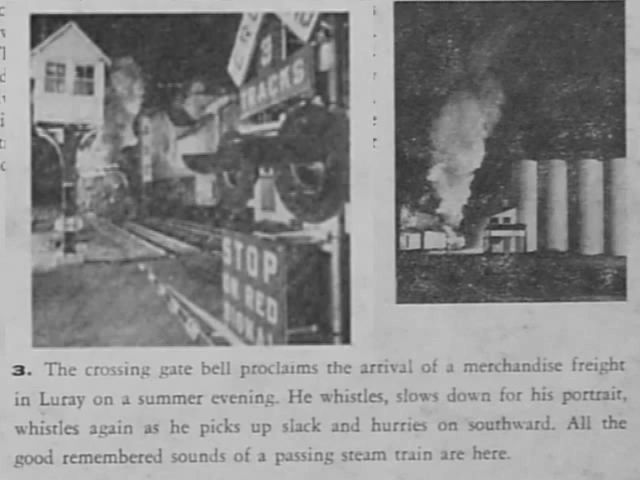 3
TRACKS
STOP
ON RED
SIGNAL
3. The crossing gate bell proclaims the arrival of a merchandise freight
in Luray on a summer evening. He whistles, slows down for his portrait,
whistles again as he picks up slack and hurries on southward. All the
good remembered sounds of a passing steam train are here.